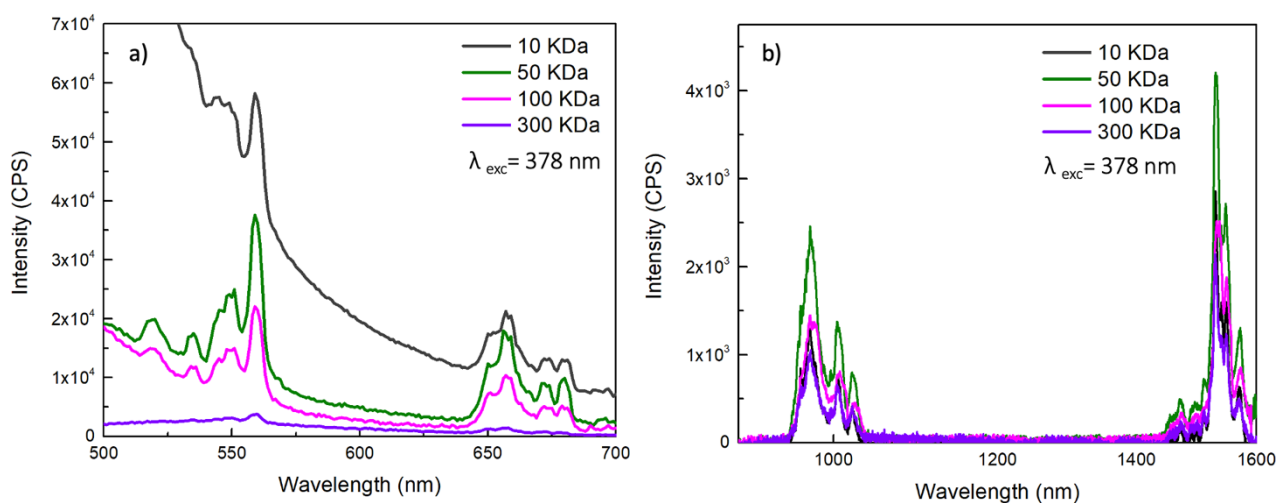 a)
10 KDa
50 KDa
100 KDa
300 KDa
λ exc= 378 nm
7x10⁴
6x10⁴
5x10⁴
4x10⁴
3x10⁴
2x10⁴
1x10⁴
0
Intensity (CPS)
500
550
600
650
700
Wavelength (nm)
b)
10 KDa
50 KDa
100 KDa
300 KDa
λ exc= 378 nm
4x10³
3x10³
2x10³
1x10³
0
Intensity (CPS)
1000
1200
1400
1600
Wavelength (nm)